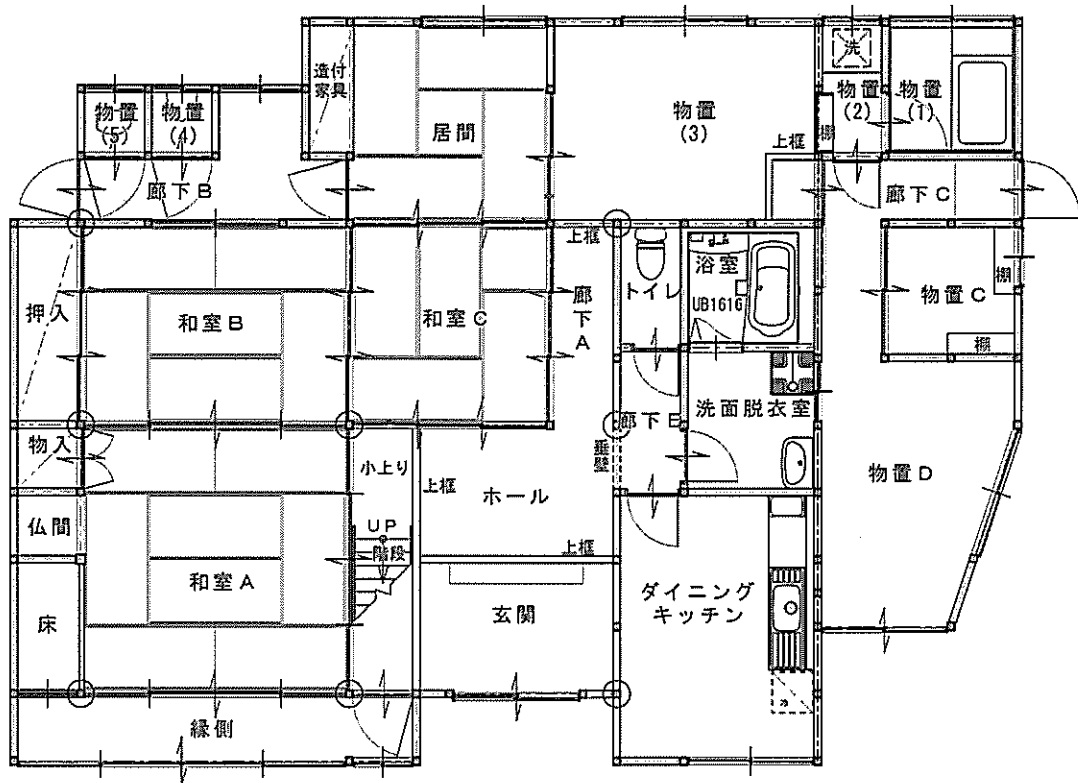 造付
家具
居間
物置
(3)
洗
物置
(2)
棚
物置
(1)
上框
物置
(5)
物置
(4)
廊下B
廊下C
押入
和室B
和室C
上框
廊下A
トイレ
浴室
UB1616
物置C
棚
棚
物入
小上り
上框
ホール
垂壁
廊下E
洗面脱衣室
物置D
仏間
UP
階段
上框
和室A
床
玄関
ダイニング
キッチン
縁側